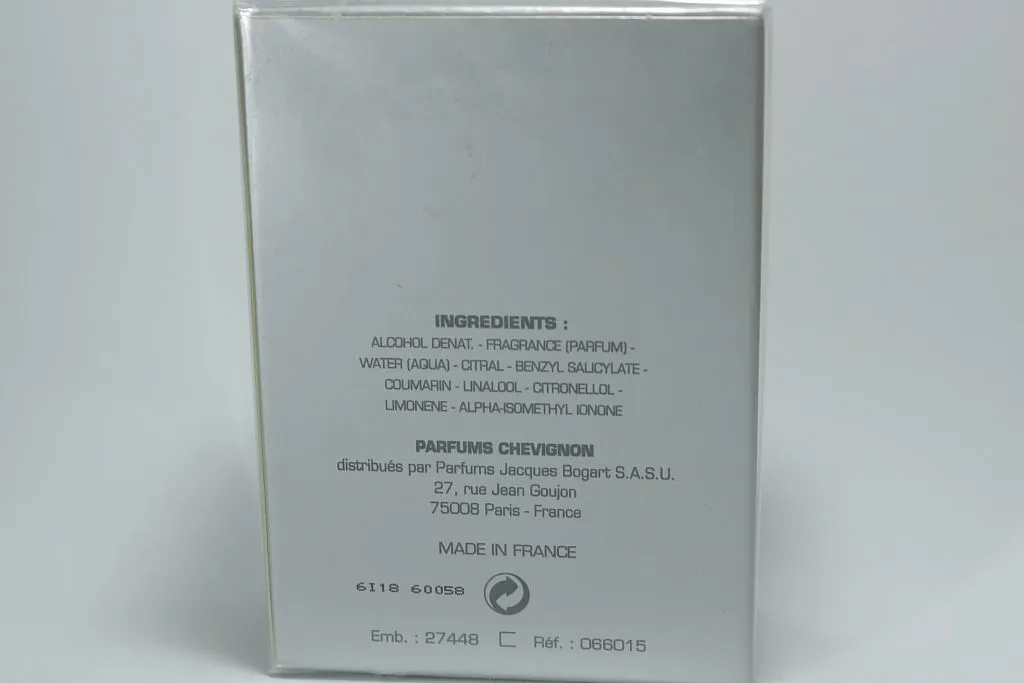 INGREDIENTS :
ALCOHOL DENAT. - FRAGRANCE (PARFUM) -
WATER (AQUA) - CITRAL - BENZYL SALICYLATE -
COUMARIN - LINALOOL - CITRONELLOL -
LIMONENE - ALPHA-ISOMETHYL IONONE
PARFUMS CHEVIGNON
distribués par Parfums Jacques Bogart S.A.S.U.
27, rue Jean Goujon
75008 Paris - France
MADE IN FRANCE
6I18 60058
Emb. : 27448 Réf. : 066015